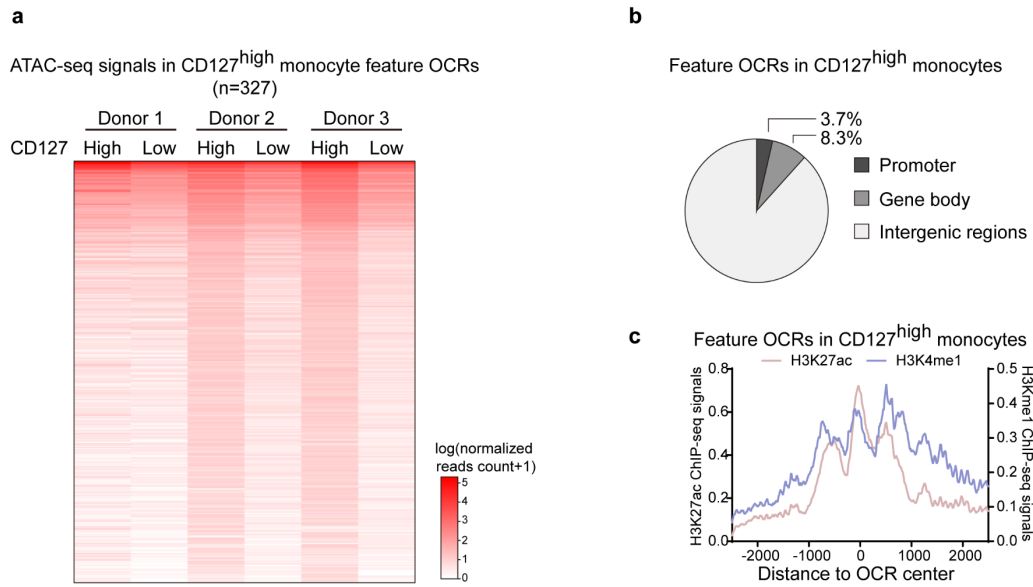 a
ATAC-seq signals in CD127high monocyte feature OCRs
(n=327)
Donor 1 Donor 2 Donor 3
CD127 High Low High Low High Low
log(normalized
reads count+1)
5
4
3
2
1
0
b
Feature OCRs in CD127high monocytes
3.7%
8.3%
Promoter
Gene body
Intergenic regions
c
Feature OCRs in CD127high monocytes
H3K27ac H3K4me1
H3K27ac ChIP-seq signals
0.8
0.6
0.4
0.2
0.0
0.5
0.4
0.3
0.2
0.1
0.0
H3Kme1 ChIP-seq signals
-2000 -1000 0 1000 2000
Distance to OCR center